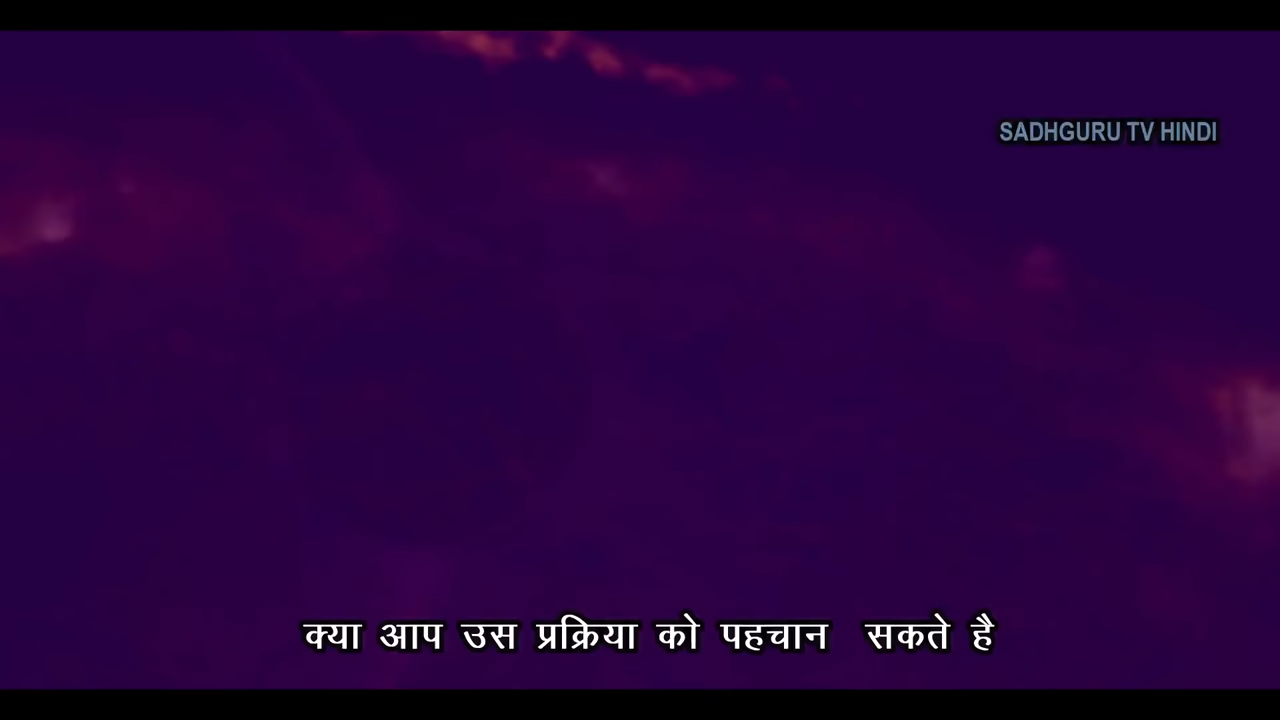 SADHGURU TV HINDI
क्या आप उस प्रक्रिया को पहचान सकते है